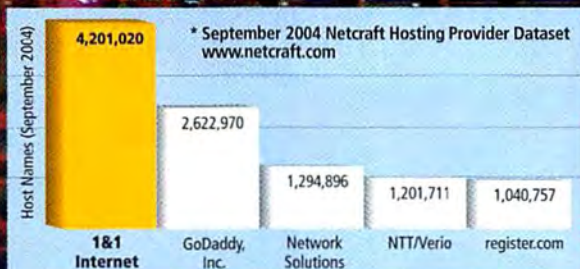 * September 2004 Netcraft Hosting Provider Dataset
www.netcraft.com
Host Names (September 2004)
4,201,020
2,622,970
1,294,896
1,201,711
1,040,757
1&1
Internet
GoDaddy,
Inc.
Network
Solutions
NTT/Verio
register.com